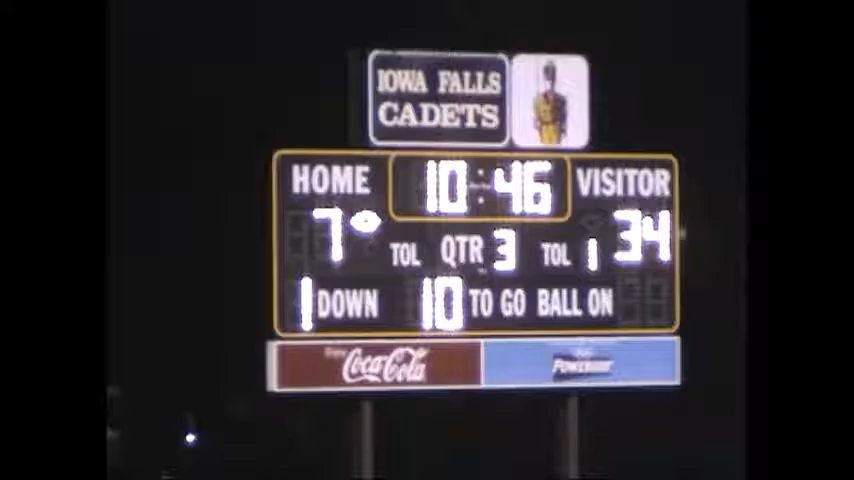 IOWA FALLS
CADETS
HOME 10:46 VISITOR
7 34
TOL QTR 3 TOL 1
1 DOWN 10 TO GO BALL ON
Coca-Cola POWERADE